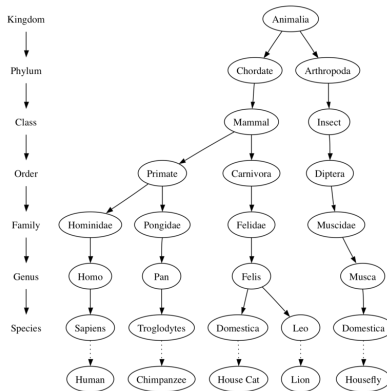 Kingdom Animalia
Phylum Chordate Arthropoda
Class Mammal Insect
Order Primate Carnivora Diptera
Family Hominidae Pongidae Felidae Muscidae
Genus Homo Pan Felis Musca
Species Sapiens Troglodytes Domestica Leo Domestica
Human Chimpanzee House Cat Lion Housefly